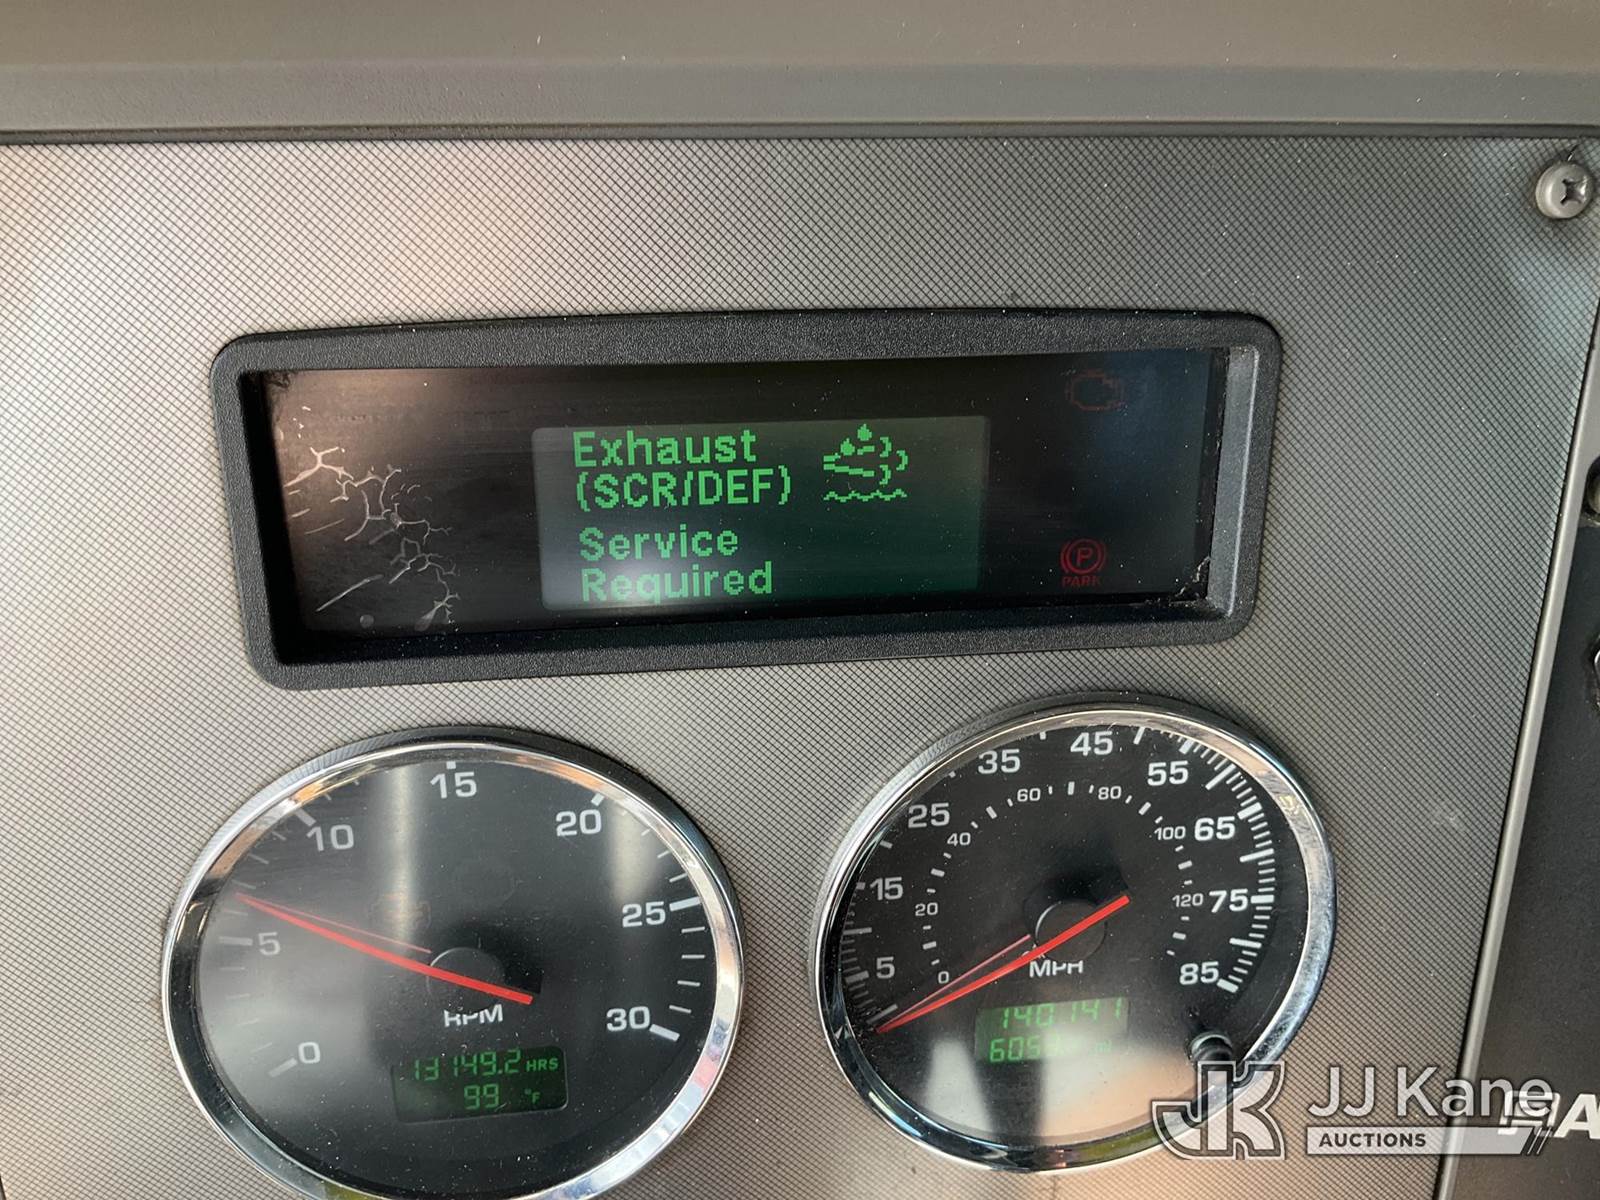 Exhaust
(SCR/DEF)
Service
Required
P
PARK
0
5
10
15
20
25
30
RPM
13149.2 HRS
99 °F
5
15
25
35
45
55
65
75
85
0
20
40
60
80
100
120
MPH
140141
mi
JK
JJ Kane
AUCTIONS